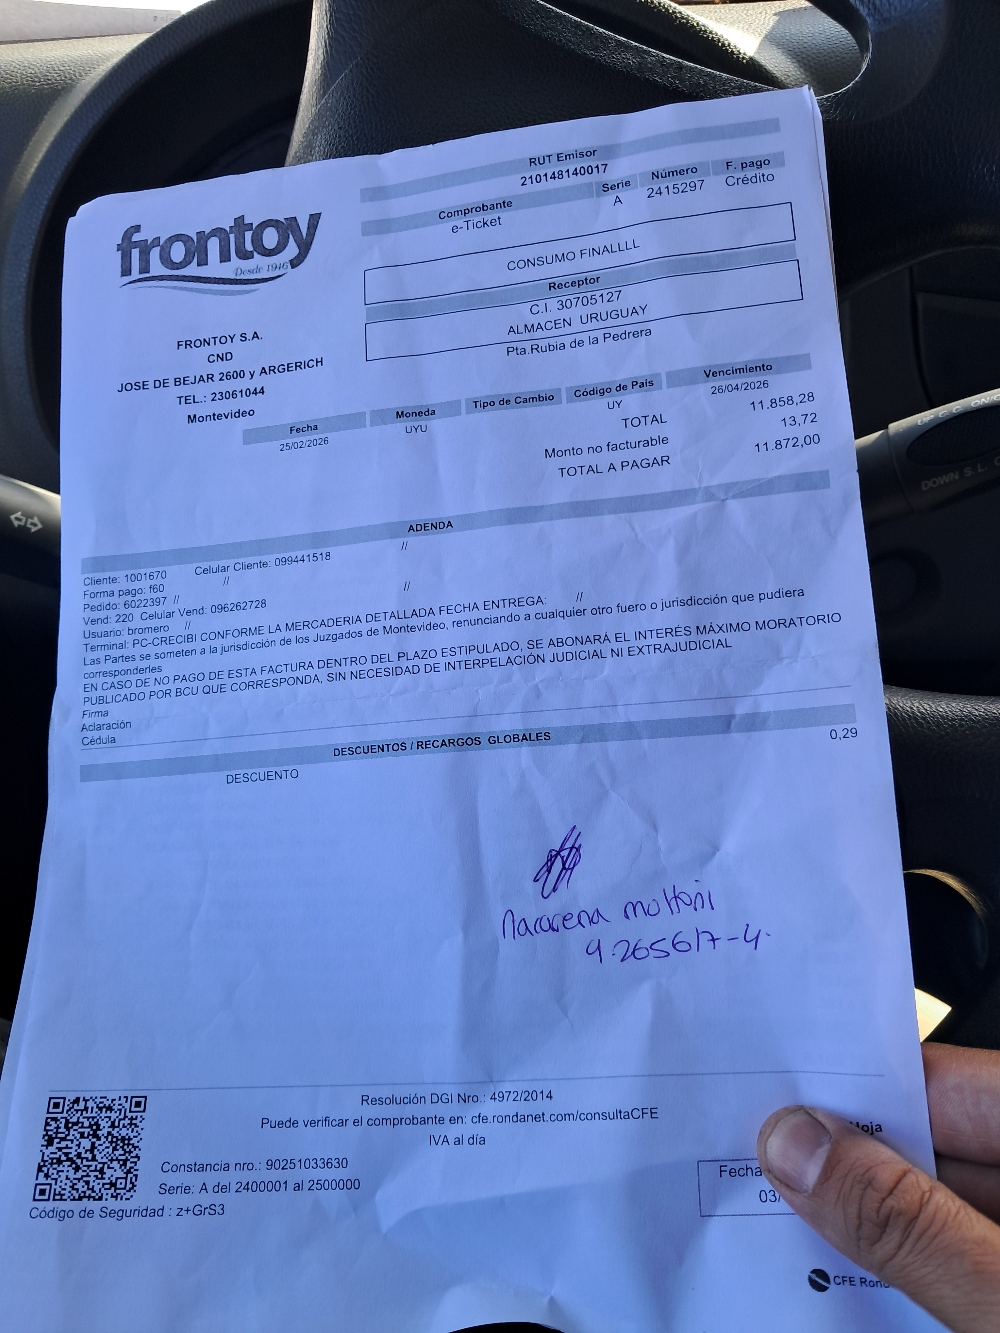 frontoy
Desde 1946
FRONTOY S.A.
CND
JOSE DE BEJAR 2600 y ARGERICH
TEL.: 23061044
Montevideo
RUT Emisor
210148140017
Comprobante Serie Número F. pago
e-Ticket A 2415297 Crédito
CONSUMO FINALLLL
Receptor
C.I. 30705127
ALMACEN URUGUAY
Pta.Rubia de la Pedrera
Fecha Moneda Tipo de Cambio Código de País Vencimiento
25/02/2026 UYU UY 26/04/2026
TOTAL 11.858,28
Monto no facturable 13,72
TOTAL A PAGAR 11.872,00
ADENDA
Cliente: 1001670 Celular Cliente: 099441518 //
Forma pago: f60 //
Pedido: 6022397 // //
Vend: 220 Celular Vend: 096262728
Usuario: bromero //
Terminal: PC-CRECIBI CONFORME LA MERCADERIA DETALLADA FECHA ENTREGA: //
Las Partes se someten a la jurisdicción de los Juzgados de Montevideo, renunciando a cualquier otro fuero o jurisdicción que pudiera
corresponderles
EN CASO DE NO PAGO DE ESTA FACTURA DENTRO DEL PLAZO ESTIPULADO, SE ABONARÁ EL INTERÉS MÁXIMO MORATORIO
PUBLICADO POR BCU QUE CORRESPONDA, SIN NECESIDAD DE INTERPELACIÓN JUDICIAL NI EXTRAJUDICIAL
Firma
Aclaración
Cédula
DESCUENTOS / RECARGOS GLOBALES
DESCUENTO 0,29
Macarena
Resolución DGI Nro.: 4972/2014
Puede verificar el comprobante en: cfe.rondanet.com/consultaCFE
IVA al día
Constancia nro.: 90251033630
Serie: A del 2400001 al 2500000
Código de Seguridad : z+GrS3
Fecha
03/
CFE
DOWN S.L.